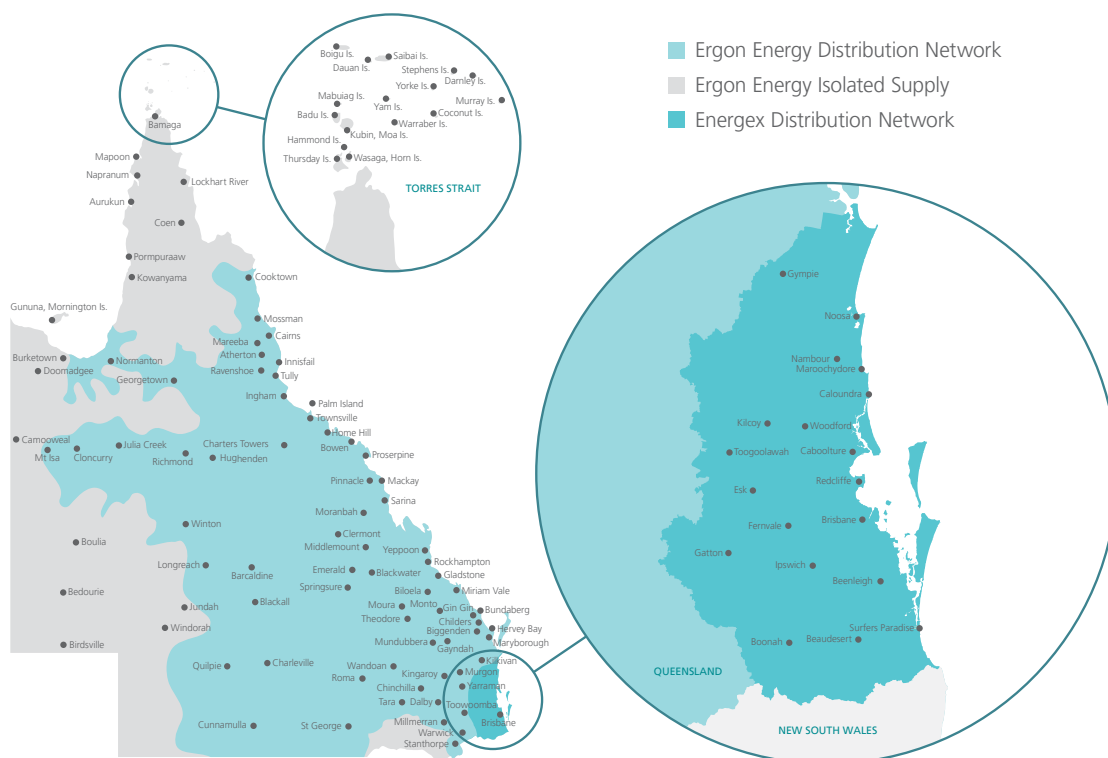 Ergon Energy Distribution Network
Ergon Energy Isolated Supply
Energex Distribution Network
Boigu Is.
Saibai Is.
Dauan Is.
Stephens Is.
Darnley Is.
Yorke Is.
Mabuiag Is.
Yam Is.
Murray Is.
Badu Is.
Coconut Is.
Warraber Is.
Kubin, Moa Is.
Hammond Is.
Thursday Is.
Wasaga, Horn Is.
TORRES STRAIT
Bamaga
Mapoon
Napranum
Lockhart River
Aurukun
Coen
Pormpuraaw
Kowanyama
Cooktown
Gununa, Mornington Is.
Mossman
Cairns
Mareeba
Atherton
Burketown
Normanton
Innisfail
Doomadgee
Ravenshoe
Georgetown
Tully
Ingham
Palm Island
Townsville
Home Hill
Camooweal
Julia Creek
Charters Towers
Bowen
Mt Isa
Cloncurry
Richmond
Hughenden
Proserpine
Pinnacle
Mackay
Sarina
Moranbah
Winton
Clermont
Boulia
Middlemount
Yeppoon
Rockhampton
Longreach
Barcaldine
Emerald
Blackwater
Gladstone
Springsure
Biloela
Miriam Vale
Bedourie
Blackall
Jundah
Moura
Monto
Gin Gin
Bundaberg
Theodore
Childers
Windorah
Biggenden
Hervey Bay
Maryborough
Birdsville
Mundubbera
Gayndah
Kilkivan
Quilpie
Charleville
Wandoan
Murgon
Roma
Kingaroy
Chinchilla
Yarraman
Tara
Dalby
Toowoomba
Cunnamulla
St George
Millmerran
Brisbane
Warwick
Stanthorpe
Gympie
Noosa
Nambour
Maroochydore
Caloundra
Kilcoy
Woodford
Toogoolawah
Caboolture
Redcliffe
Esk
Fernvale
Brisbane
Gatton
Ipswich
Beenleigh
Surfers Paradise
Boonah
Beaudesert
QUEENSLAND
NEW SOUTH WALES